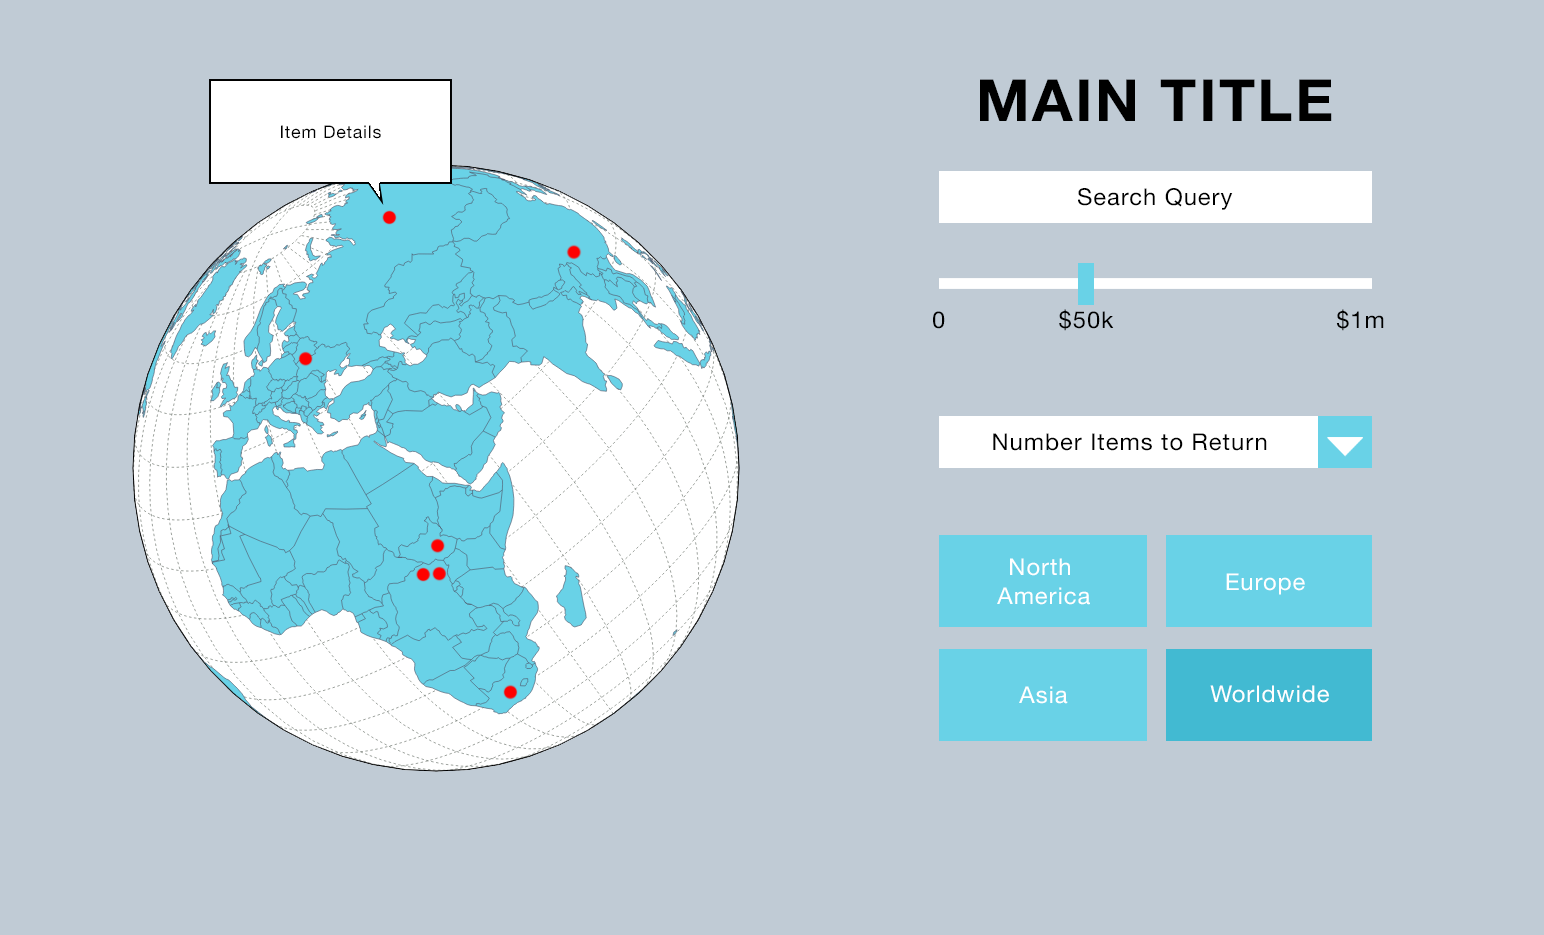 Item Details
MAIN TITLE
Search Query
0 $50k $1m
Number Items to Return
North
America
Europe
Asia
Worldwide